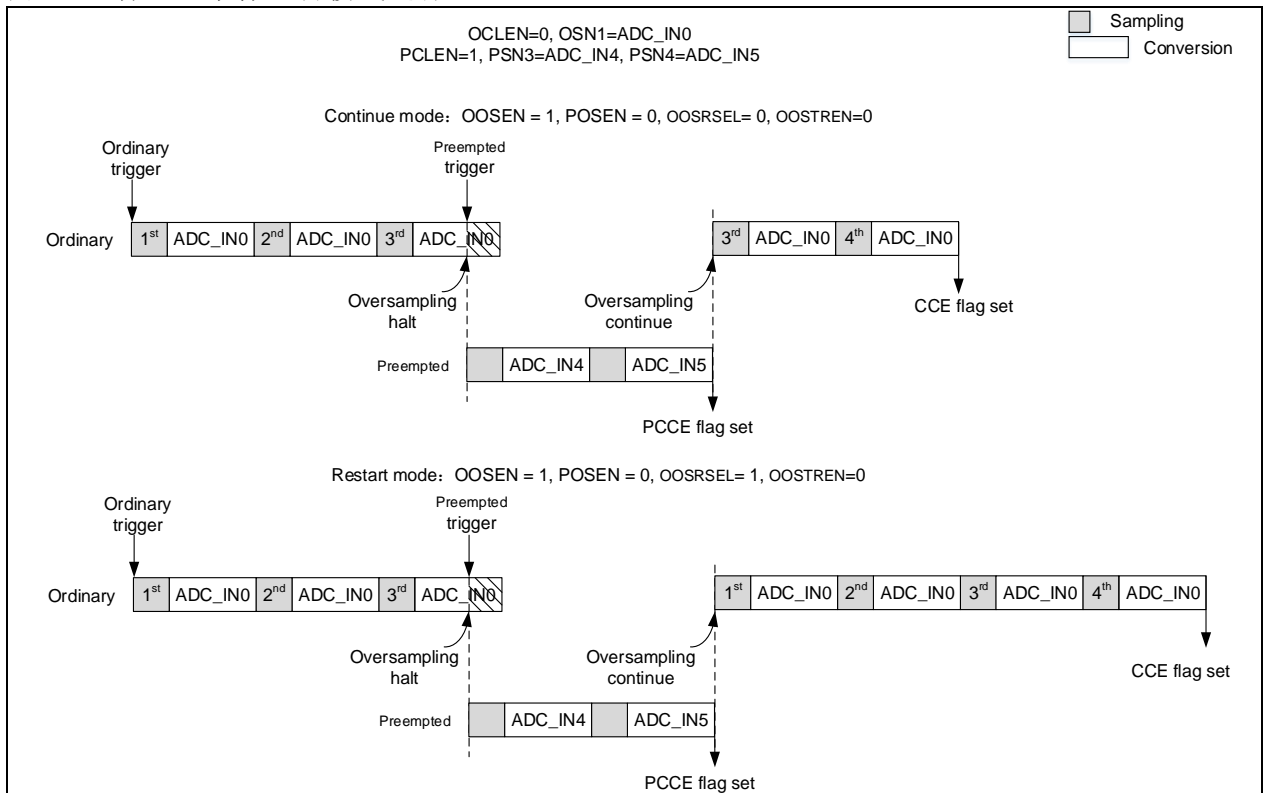 Sampling
Conversion
OCLEN=0, OSN1=ADC_IN0
PCLEN=1, PSN3=ADC_IN4, PSN4=ADC_IN5
Continue mode：OOSEN = 1, POSEN = 0, OOSRSEL= 0, OOSTREN=0
Ordinary
trigger
Preempted
trigger
Ordinary
1st ADC_IN0 2nd ADC_IN0 3rd ADC_IN0
3rd ADC_IN0 4th ADC_IN0
Oversampling
halt
Oversampling
continue
CCE flag set
Preempted
ADC_IN4 ADC_IN5
PCCE flag set
Restart mode：OOSEN = 1, POSEN = 0, OOSRSEL= 1, OOSTREN=0
Ordinary
trigger
Preempted
trigger
Ordinary
1st ADC_IN0 2nd ADC_IN0 3rd ADC_IN0
1st ADC_IN0 2nd ADC_IN0 3rd ADC_IN0 4th ADC_IN0
Oversampling
halt
Oversampling
continue
CCE flag set
Preempted
ADC_IN4 ADC_IN5
PCCE flag set